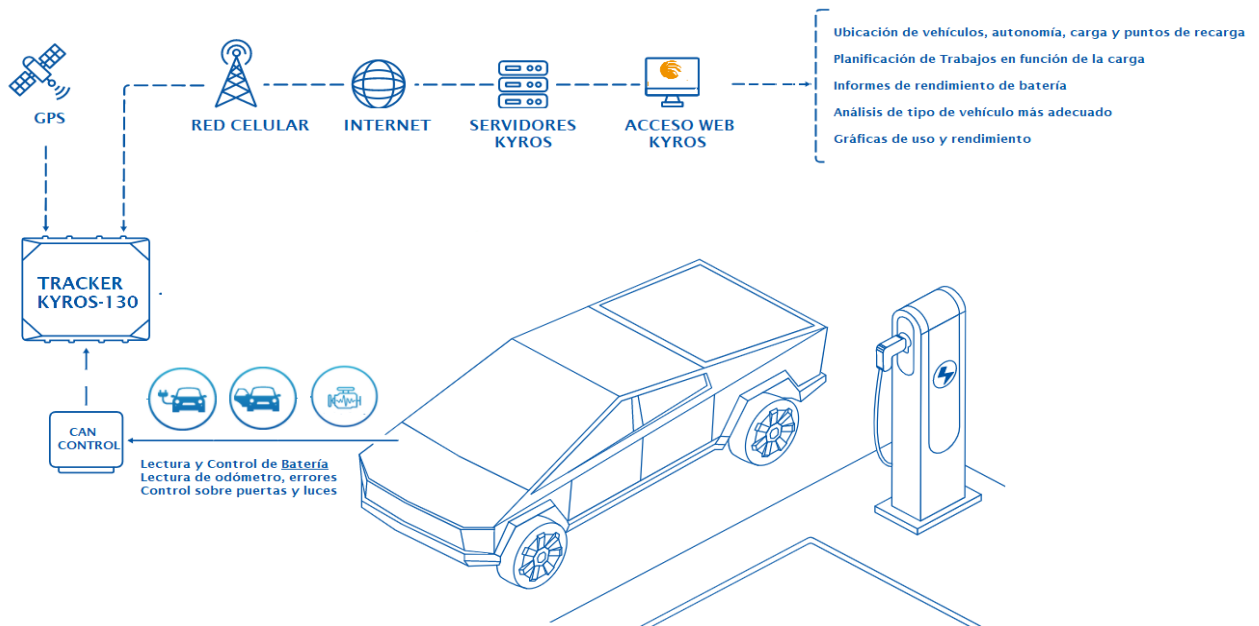 GPS
RED CELULAR
INTERNET
SERVIDORES
KYROS
ACCESO WEB
KYROS
Ubicación de vehículos, autonomía, carga y puntos de recarga
Planificación de Trabajos en función de la carga
Informes de rendimiento de batería
Análisis de tipo de vehículo más adecuado
Gráficas de uso y rendimiento
TRACKER
KYROS-130
CAN
CONTROL
Lectura y Control de Batería
Lectura de odómetro, errores
Control sobre puertas y luces